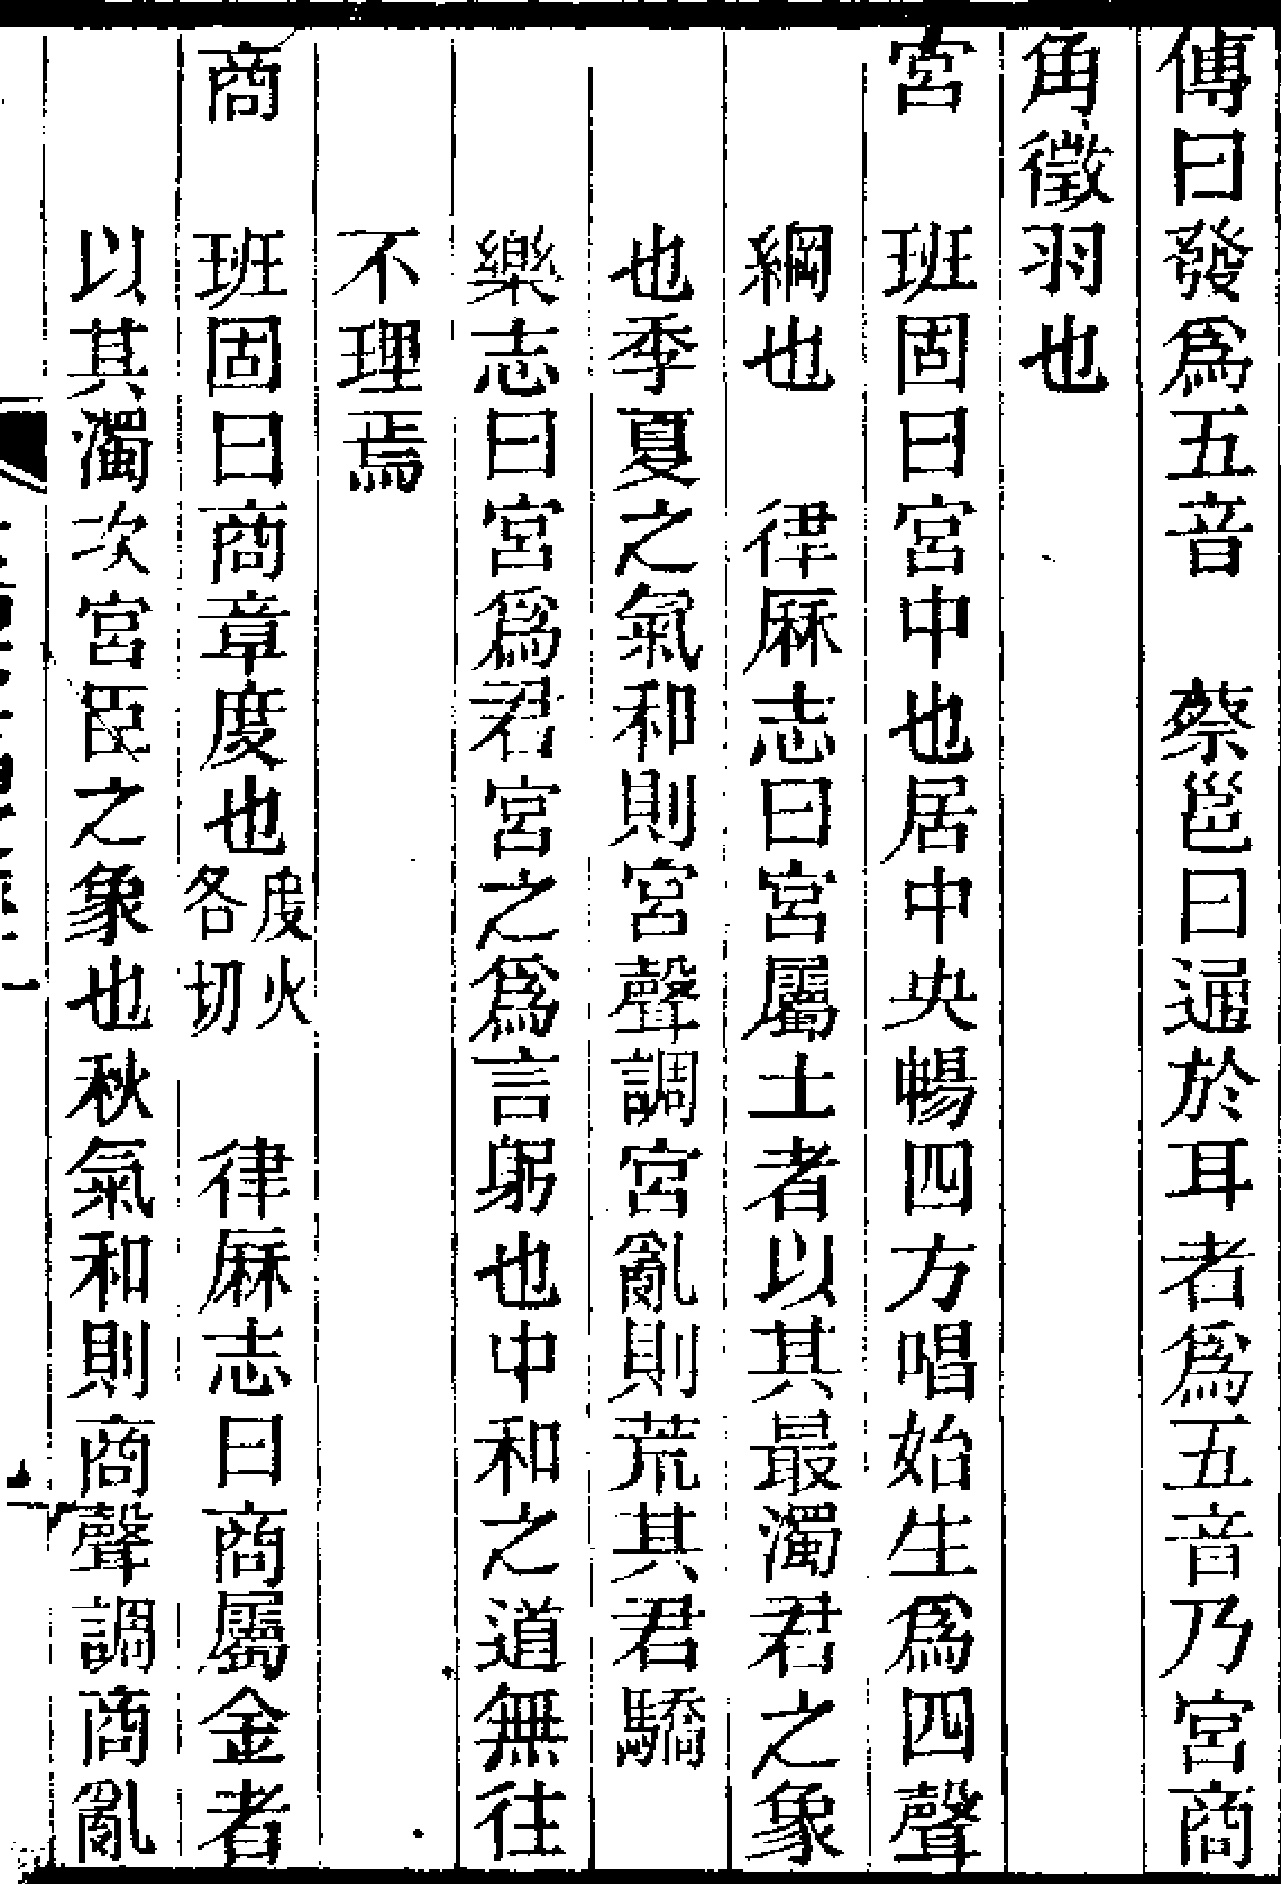 傳曰發爲五音　蔡邕曰通於耳者爲五音乃宮商
角徵羽也
宮　班固曰宮中也居中央暢四方唱始生爲四聲
綱也　律厤志曰宮屬土者以其最濁君之象
也季夏之氣和則宮聲調宮亂則荒其君驕
樂志曰宮爲君宮之爲言躬也中和之道無往
不理焉
商　班固曰商章度也度火各切　律厤志曰商屬金者
以其濁次宮臣之象也秋氣和則商聲調商亂